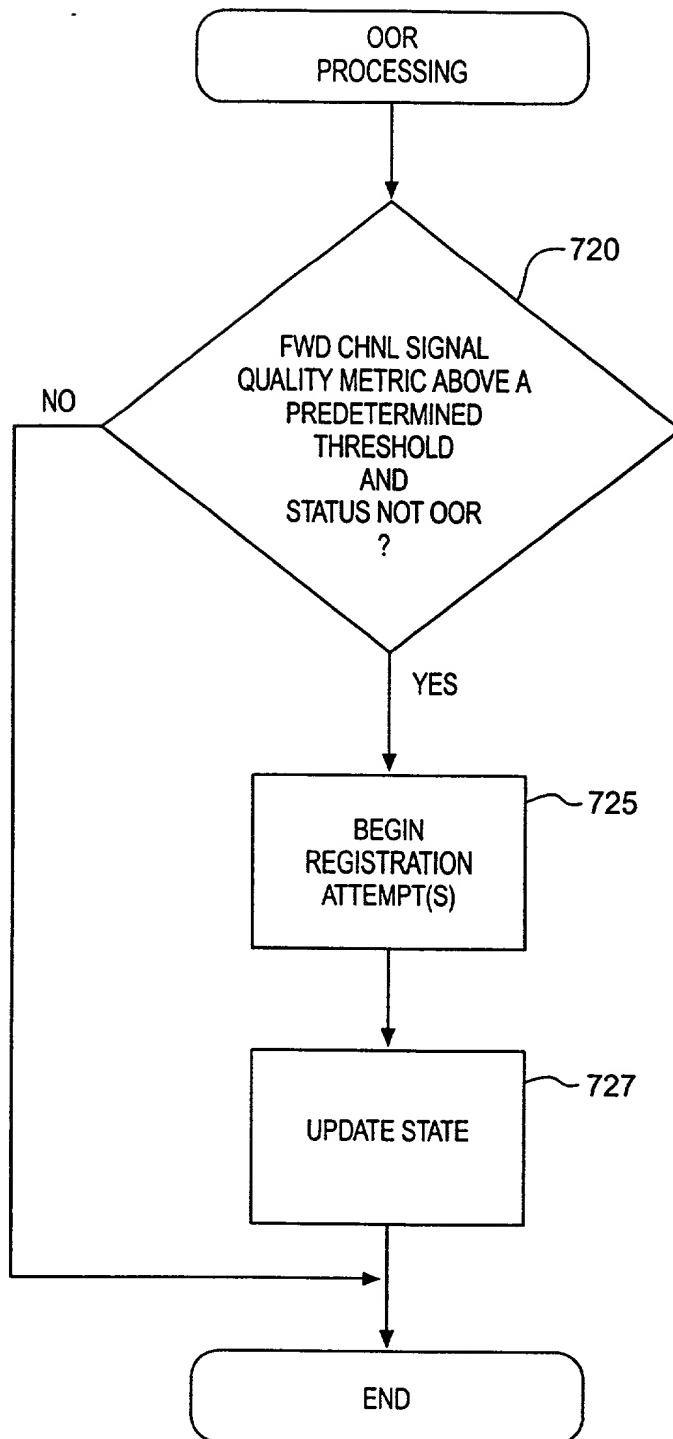 OOR
PROCESSING
720
FWD CHNL SIGNAL
QUALITY METRIC ABOVE A
PREDETERMINED
THRESHOLD
AND
STATUS NOT OOR
?
NO
YES
725
BEGIN
REGISTRATION
ATTEMPT(S)
727
UPDATE STATE
END